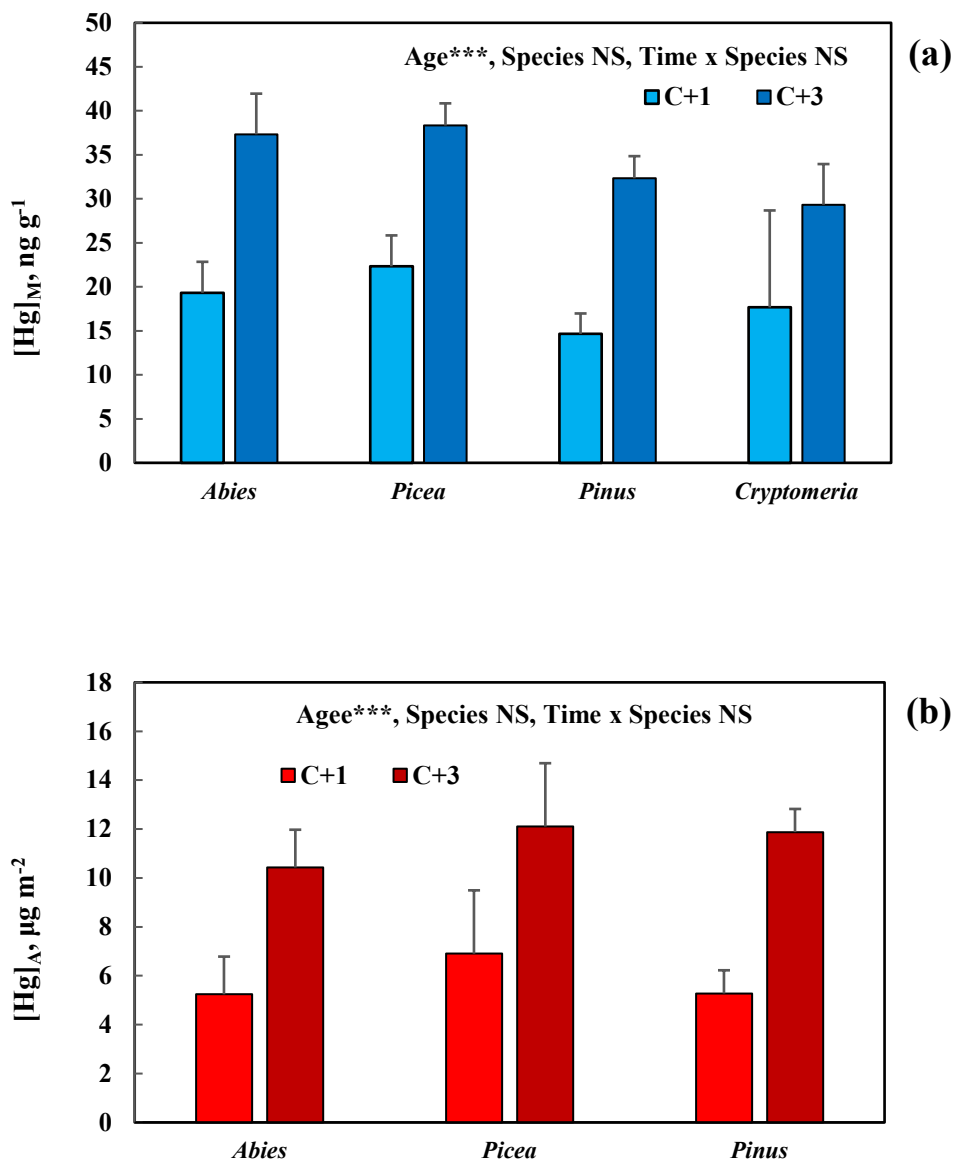 50
45
40
35
30
25
20
15
10
5
0
[Hg]M, ng g-1
Age***, Species NS, Time x Species NS
C+1 C+3
(a)
Abies Picea Pinus Cryptomeria
18
16
14
12
10
8
6
4
2
0
[Hg]A, µg m-2
Agee***, Species NS, Time x Species NS
C+1 C+3
(b)
Abies Picea Pinus